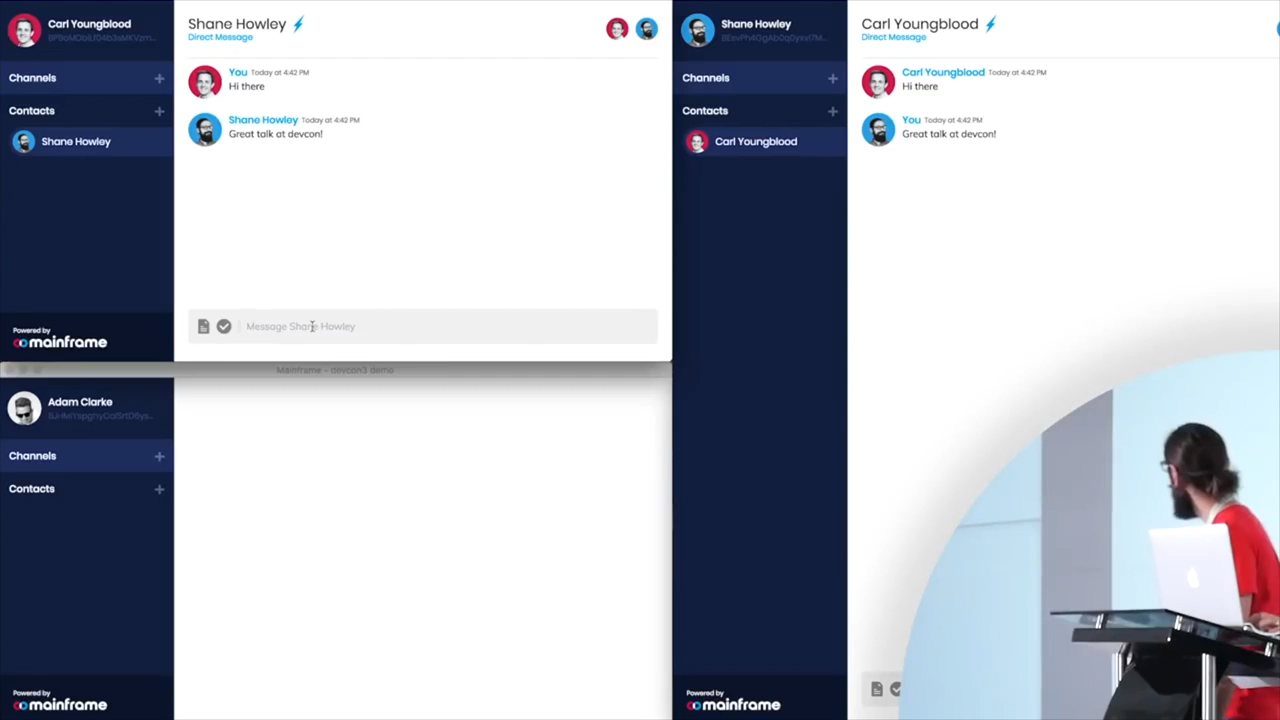 Carl Youngblood
Channels
Contacts
Shane Howley
Powered by
mainframe
Shane Howley
Direct Message
You Today at 4:42 PM
Hi there
Shane Howley Today at 4:42 PM
Great talk at devcon!
Message Shane Howley
Shane Howley
Channels
Contacts
Carl Youngblood
Powered by
mainframe
Carl Youngblood
Direct Message
Carl Youngblood Today at 4:42 PM
Hi there
You Today at 4:42 PM
Great talk at devcon!
Mainframe - devcon3 demo
Adam Clarke
Channels
Contacts
Powered by
mainframe